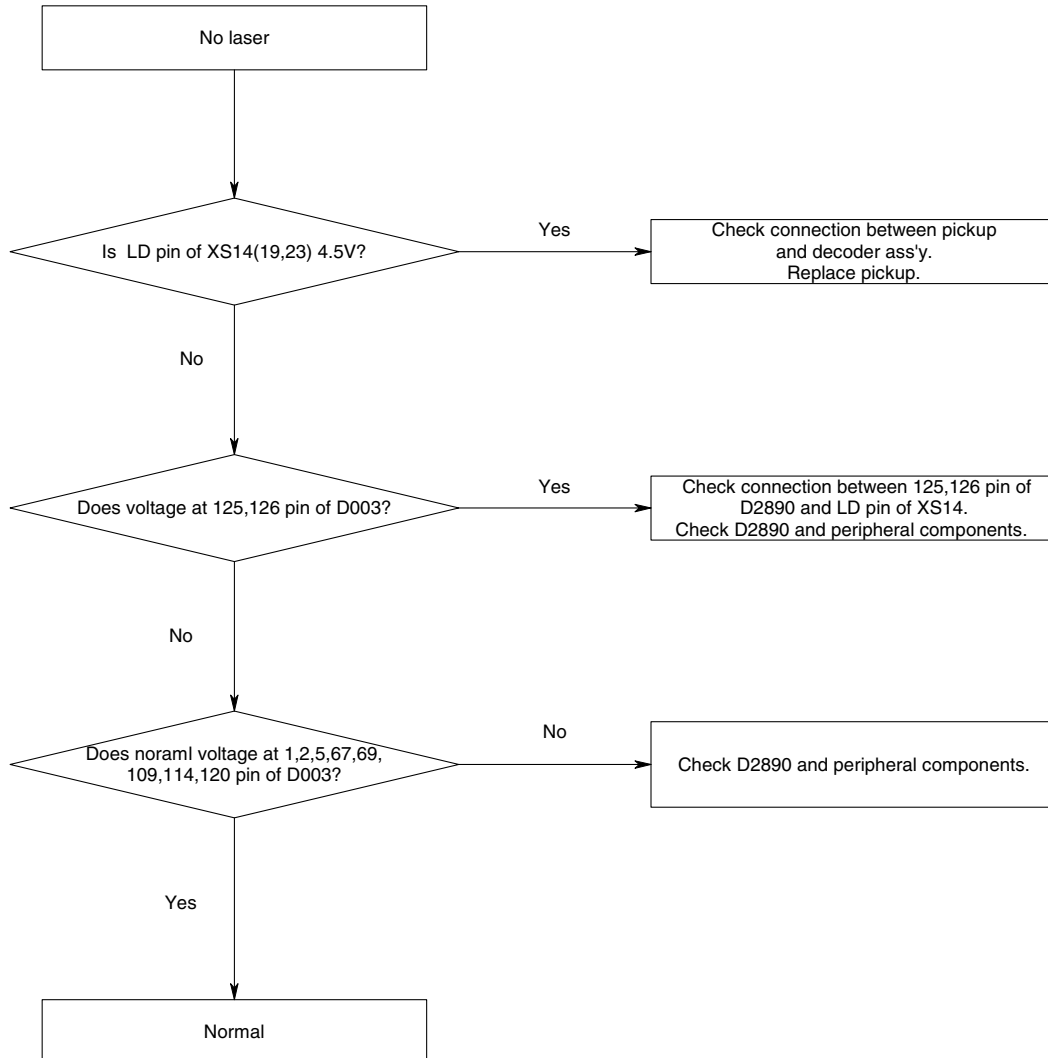 No laser
Is LD pin of XS14(19,23) 4.5V?
Yes
Check connection between pickup
and decoder ass'y.
Replace pickup.
No
Does voltage at 125,126 pin of D003?
Yes
Check connection between 125,126 pin of
D2890 and LD pin of XS14.
Check D2890 and peripheral components.
No
Does noraml voltage at 1,2,5,67,69,
109,114,120 pin of D003?
No
Check D2890 and peripheral components.
Yes
Normal